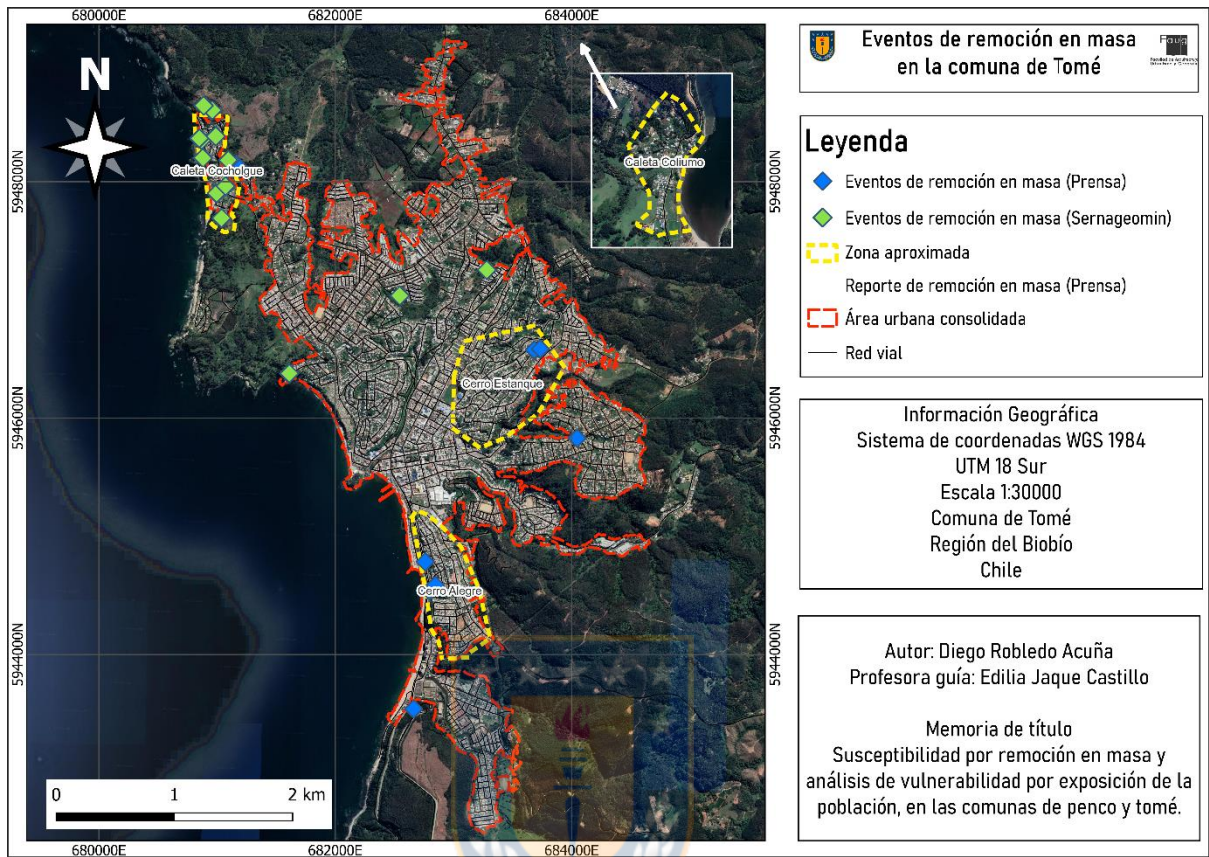 680000E
682000E
684000E
N
5948000N
5946000N
5944000N
5948000N
5946000N
5944000N
Caleta Cocholgue
Caleta Coliumo
Cerro Estanque
Cerro Alegre
0
1
2 km
680000E
682000E
684000E
Eventos de remoción en masa
en la comuna de Tomé
Faug
Leyenda
Eventos de remoción en masa (Prensa)
Eventos de remoción en masa (Sernageomin)
Zona aproximada
Reporte de remoción en masa (Prensa)
Área urbana consolidada
Red vial
Información Geográfica
Sistema de coordenadas WGS 1984
UTM 18 Sur
Escala 1:30000
Comuna de Tomé
Región del Biobío
Chile
Autor: Diego Robledo Acuña
Profesora guía: Edilia Jaque Castillo
Memoria de título
Susceptibilidad por remoción en masa y
análisis de vulnerabilidad por exposición de la
población, en las comunas de penco y tomé.